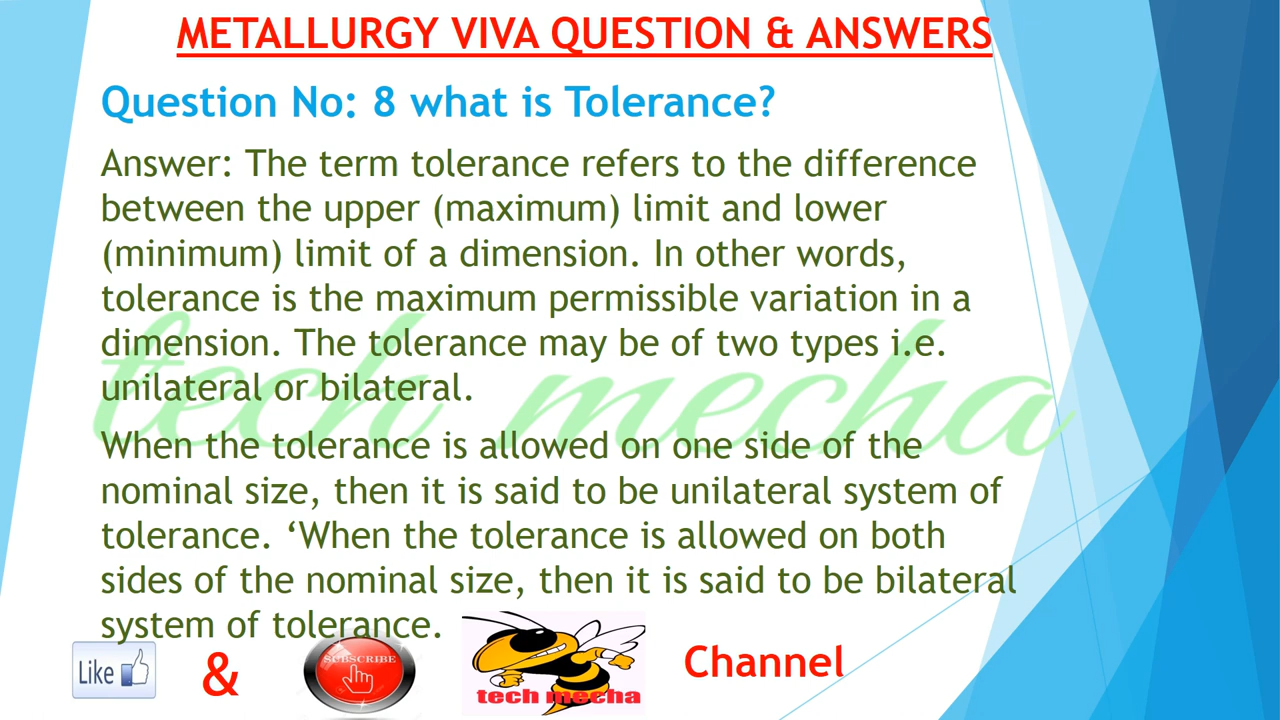 METALLURGY VIVA QUESTION & ANSWERS
Question No: 8 what is Tolerance?
Answer: The term tolerance refers to the difference
between the upper (maximum) limit and lower
(minimum) limit of a dimension. In other words,
tolerance is the maximum permissible variation in a
dimension. The tolerance may be of two types i.e.
unilateral or bilateral.
tech mecha
When the tolerance is allowed on one side of the
nominal size, then it is said to be unilateral system of
tolerance. ‘When the tolerance is allowed on both
sides of the nominal size, then it is said to be bilateral
system of tolerance.
Like & SUBSCRIBE tech mecha Channel